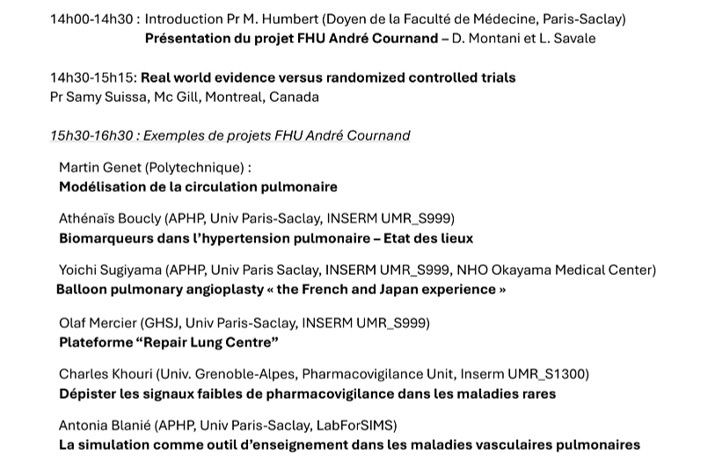 14h00-14h30 : Introduction Pr M. Humbert (Doyen de la Faculté de Médecine, Paris-Saclay)
Présentation du projet FHU André Cournand – D. Montani et L. Savale
14h30-15h15: Real world evidence versus randomized controlled trials
Pr Samy Suissa, Mc Gill, Montreal, Canada
15h30-16h30 : Exemples de projets FHU André Cournand
Martin Genet (Polytechnique) :
Modélisation de la circulation pulmonaire
Athénaïs Boucly (APHP, Univ Paris-Saclay, INSERM UMR_S999)
Biomarqueurs dans l’hypertension pulmonaire – Etat des lieux
Yoichi Sugiyama (APHP, Univ Paris Saclay, INSERM UMR_S999, NHO Okayama Medical Center)
Balloon pulmonary angioplasty « the French and Japan experience »
Olaf Mercier (GHSJ, Univ Paris-Saclay, INSERM UMR_S999)
Plateforme “Repair Lung Centre”
Charles Khouri (Univ. Grenoble-Alpes, Pharmacovigilance Unit, Inserm UMR_S1300)
Dépister les signaux faibles de pharmacovigilance dans les maladies rares
Antonia Blanié (APHP, Univ Paris-Saclay, LabForSIMS)
La simulation comme outil d’enseignement dans les maladies vasculaires pulmonaires